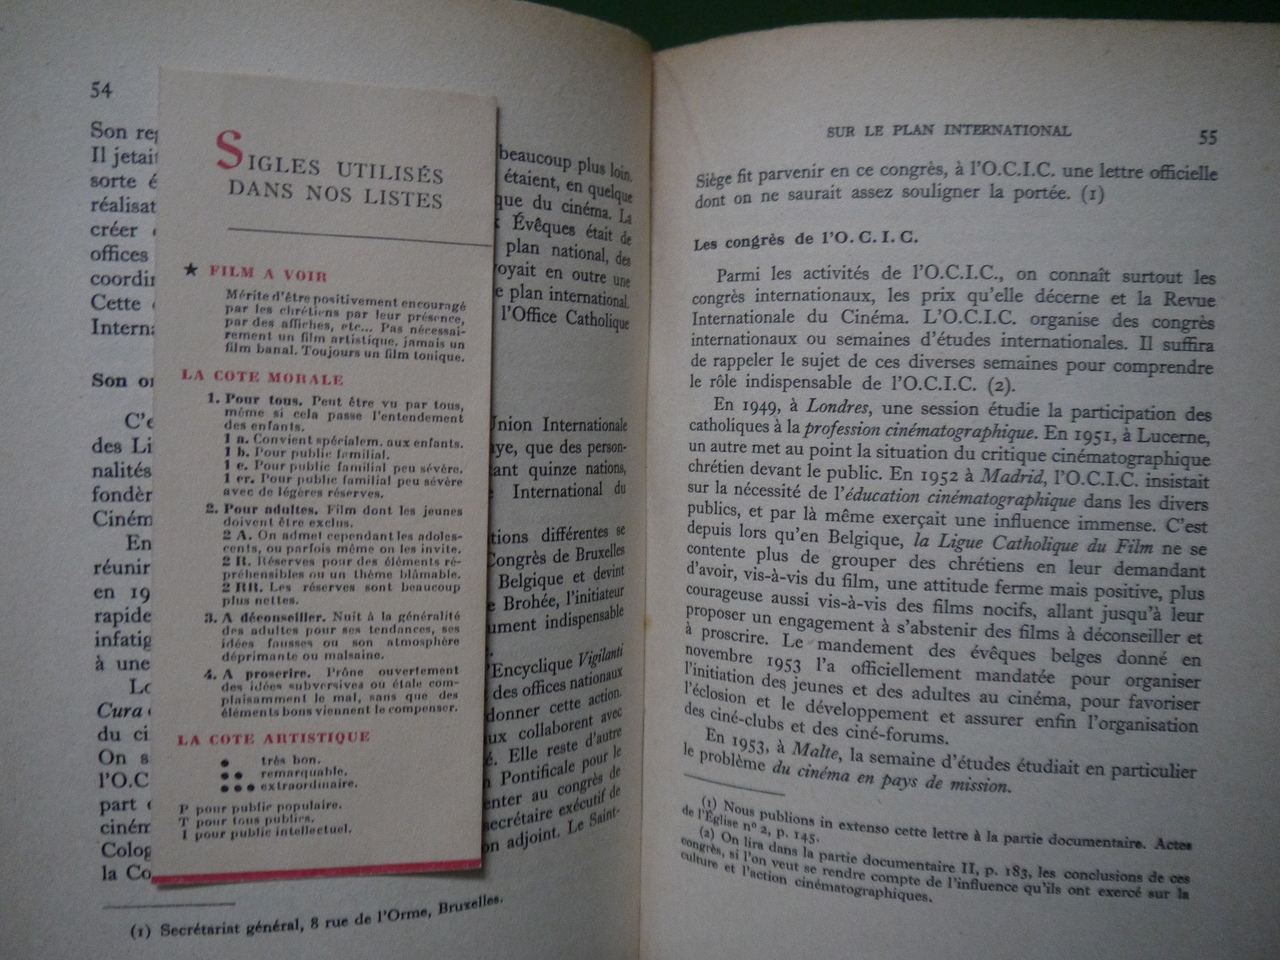 54
Son rep
Il jetait
sorte é
réalisat
créer
offices
coordin
Cette
Interna
Son or
C'e
des Li
nalités
fondèr
Ciném
En
réunir
en 19
rapide
infatig
à une
Lo
Cura
du ci
On s
l'O.C
part
ciném
Colog
la Co
(1) Secrétariat général, 8 rue de l'Orme, Bruxelles.
SIGLES UTILISÉS
DANS NOS LISTES
★ FILM A VOIR
Mérite d'être positivement encouragé
par les chrétiens par leur présence,
par des affiches, etc... Pas nécessai-
rement un film artistique, jamais un
film banal. Toujours un film tonique.
LA COTE MORALE
1. Pour tous. Peut être vu par tous,
même si cela passe l'entendement
des enfants.
1 a. Convient spécialem. aux enfants.
1 b. Pour public familial.
1 c. Pour public familial peu sévère.
1 cr. Pour public familial peu sévère
avec de légères réserves.
2. Pour adultes. Film dont les jeunes
doivent être exclus.
2 A. On admet cependant les adoles-
cents, ou parfois même on les invite.
2 R. Réserves pour des éléments ré-
préhensibles ou un thème blâmable.
2 RR. Les réserves sont beaucoup
plus nettes.
3. A déconseiller. Nuit à la généralité
des adultes pour ses tendances, ses
idées fausses ou son atmosphère
déprimante ou malsaine.
4. A proscrire. Prône ouvertement
des idées subversives ou étale com-
plaisamment le mal, sans que des
éléments bons viennent le compenser.
LA COTE ARTISTIQUE
● très bon.
●● remarquable.
●●● extraordinaire.
P pour public populaire.
T pour tous publics.
I pour public intellectuel.
beaucoup plus loin.
étaient, en quelque
que du cinéma. La
Évêques était de
plan national, des
voyait en outre une
e plan international.
l'Office Catholique
Union Internationale
aye, que des person-
tant quinze nations,
International du
tions différentes se
Congrès de Bruxelles
Belgique et devint
e Brohée, l'initiateur
ument indispensable
l'Encyclique Vigilanti
des offices nationaux
donner cette action.
ux collaborent avec
é. Elle reste d'autre
n Pontificale pour le
enter au congrès de
secrétaire exécutif de
on adjoint. Le Saint-
SUR LE PLAN INTERNATIONAL 55
Siège fit parvenir en ce congrès, à l'O.C.I.C. une lettre officielle
dont on ne saurait assez souligner la portée. (1)
Les congrès de l'O.C.I.C.
Parmi les activités de l'O.C.I.C., on connaît surtout les
congrès internationaux, les prix qu'elle décerne et la Revue
Internationale du Cinéma. L'O.C.I.C. organise des congrès
internationaux ou semaines d'études internationales. Il suffira
de rappeler le sujet de ces diverses semaines pour comprendre
le rôle indispensable de l'O.C.I.C. (2).
En 1949, à Londres, une session étudie la participation des
catholiques à la profession cinématographique. En 1951, à Lucerne,
un autre met au point la situation du critique cinématographique
chrétien devant le public. En 1952 à Madrid, l'O.C.I.C. insistait
sur la nécessité de l'éducation cinématographique dans les divers
publics, et par là même exerçait une influence immense. C'est
depuis lors qu'en Belgique, la Ligue Catholique du Film ne se
contente plus de grouper des chrétiens en leur demandant
d'avoir, vis-à-vis du film, une attitude ferme mais positive, plus
courageuse aussi vis-à-vis des films nocifs, allant jusqu'à leur
proposer un engagement à s'abstenir des films à déconseiller et
à proscrire. Le mandement des évêques belges donné en
novembre 1953 l'a officiellement mandatée pour organiser
l'initiation des jeunes et des adultes au cinéma, pour favoriser
l'éclosion et le développement et assurer enfin l'organisation
des ciné-clubs et des ciné-forums.
En 1953, à Malte, la semaine d'études étudiait en particulier
le problème du cinéma en pays de mission.
(1) Nous publions in extenso cette lettre à la partie documentaire. Actes
de l'Église n° 2, p. 145.
(2) On lira dans la partie documentaire II, p. 183, les conclusions de ces
congrès, si l'on veut se rendre compte de l'influence qu'ils ont exercé sur la
culture et l'action cinématographiques.